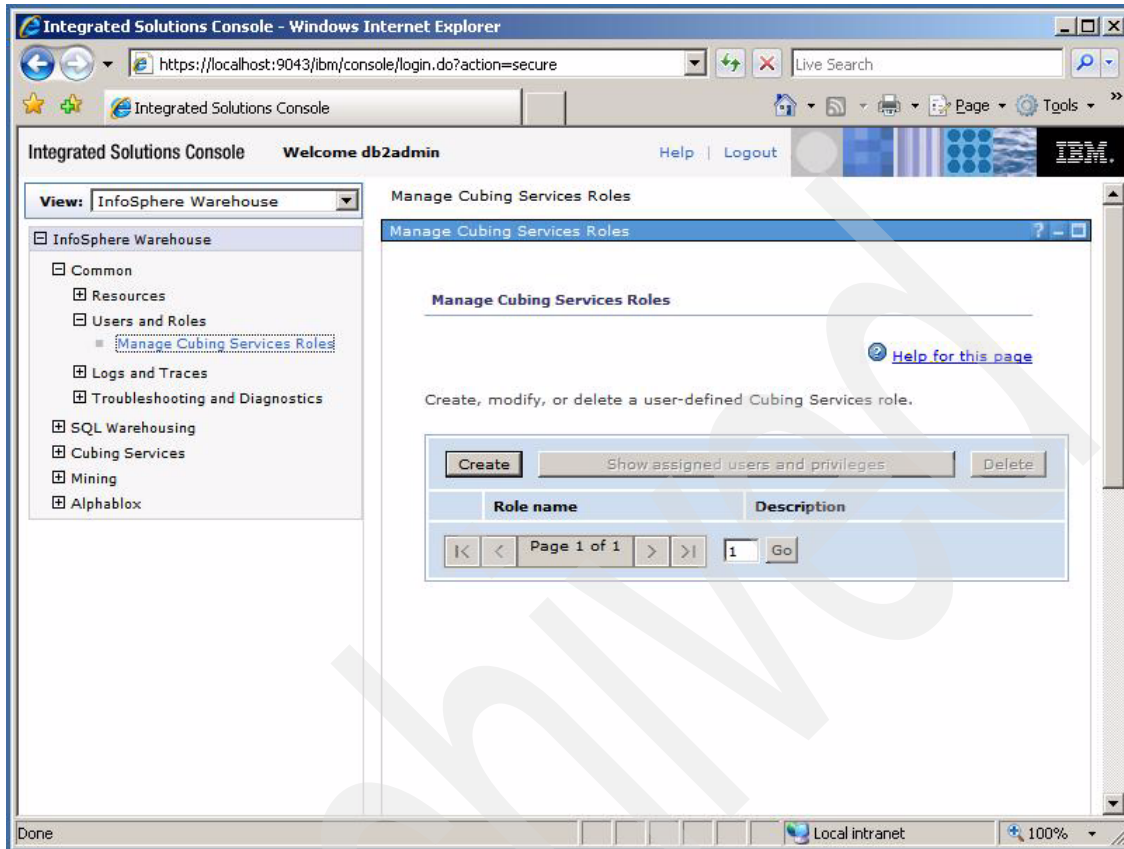 Integrated Solutions Console - Windows Internet Explorer
https://localhost:9043/ibm/console/login.do?action=secure
Live Search
Integrated Solutions Console
Page
Tools
»
Integrated Solutions Console Welcome db2admin
Help | Logout
IBM.
View: InfoSphere Warehouse
InfoSphere Warehouse
Common
Resources
Users and Roles
Manage Cubing Services Roles
Logs and Traces
Troubleshooting and Diagnostics
SQL Warehousing
Cubing Services
Mining
Alphablox
Manage Cubing Services Roles
Manage Cubing Services Roles
? –
Manage Cubing Services Roles
Help for this page
Create, modify, or delete a user-defined Cubing Services role.
Create Show assigned users and privileges Delete
Role name Description
Page 1 of 1 1 Go
Done Local intranet 100%